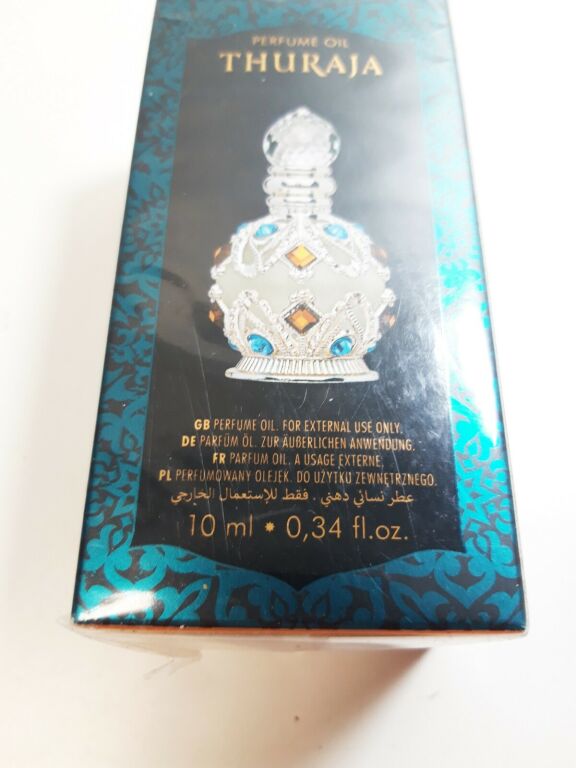 PERFUME OIL
THURAJA
GB PERFUME OIL. FOR EXTERNAL USE ONLY.
DE PARFÜM ÖL. ZUR ÄUßERLICHEN ANWENDUNG.
FR PARFUM OIL. A USAGE EXTERNE.
PL PERFUMOWANY OLEJEK. DO UŻYTKU ZEWNĘTRZNEGO.
عطر نسائي دهني . فقط للإستعمال الخارجي
10 ml * 0,34 fl.oz.